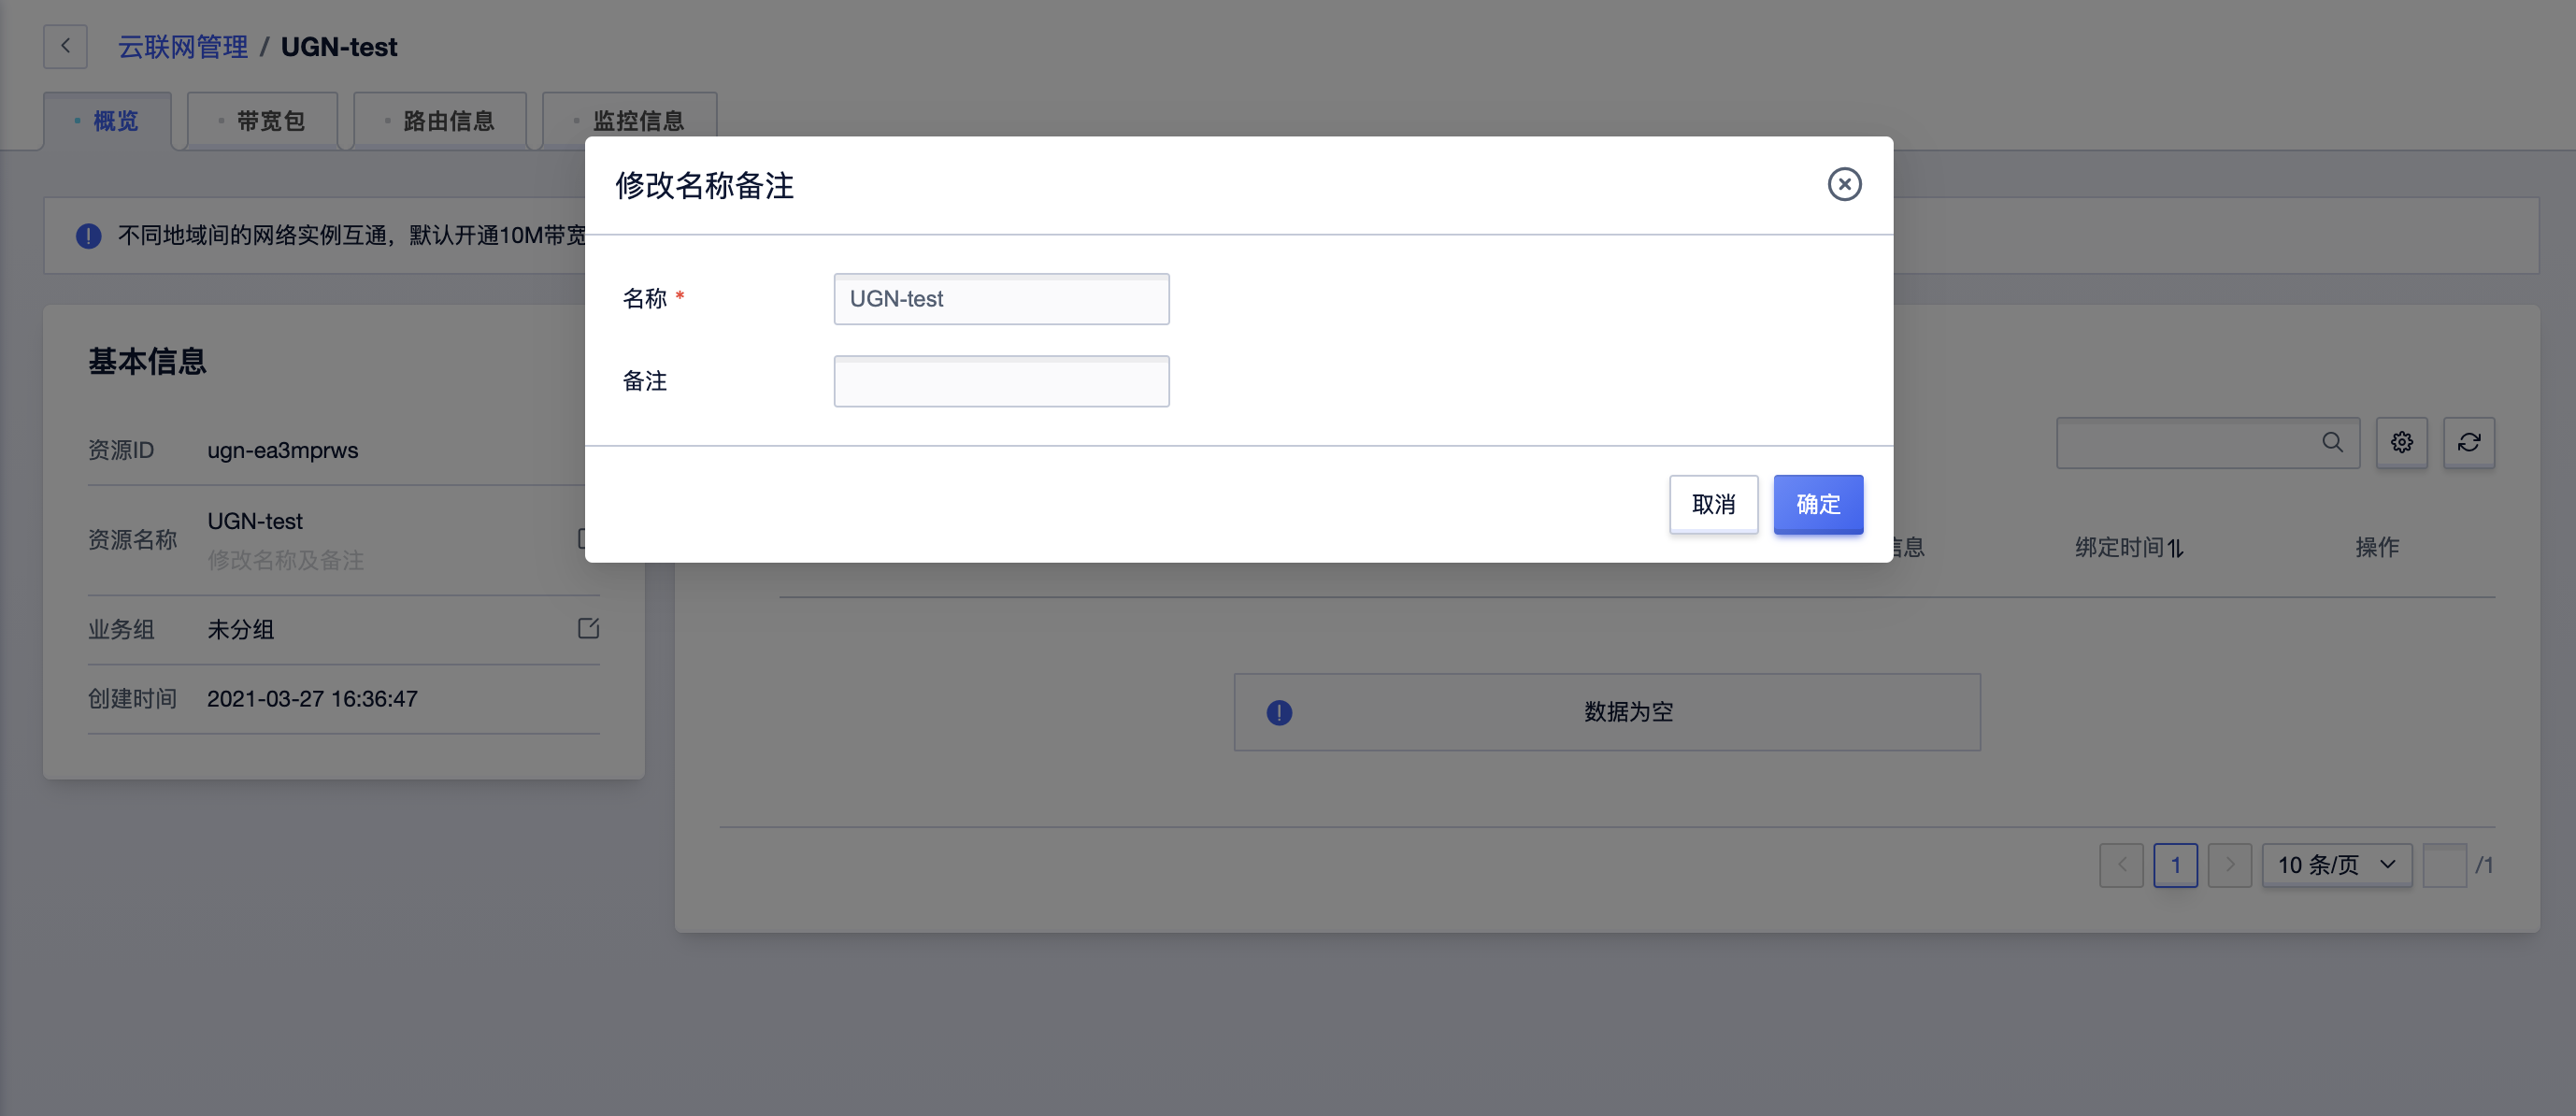 云联网管理 / UGN-test
概览
带宽包
路由信息
监控信息
不同地域间的网络实例互通，默认开通10M带宽
修改名称备注
名称 *
UGN-test
备注
取消
确定
基本信息
资源ID ugn-ea3mprws
资源名称 UGN-test
修改名称及备注
业务组 未分组
创建时间 2021-03-27 16:36:47
信息 绑定时间 操作
数据为空
1 10 条/页 /1